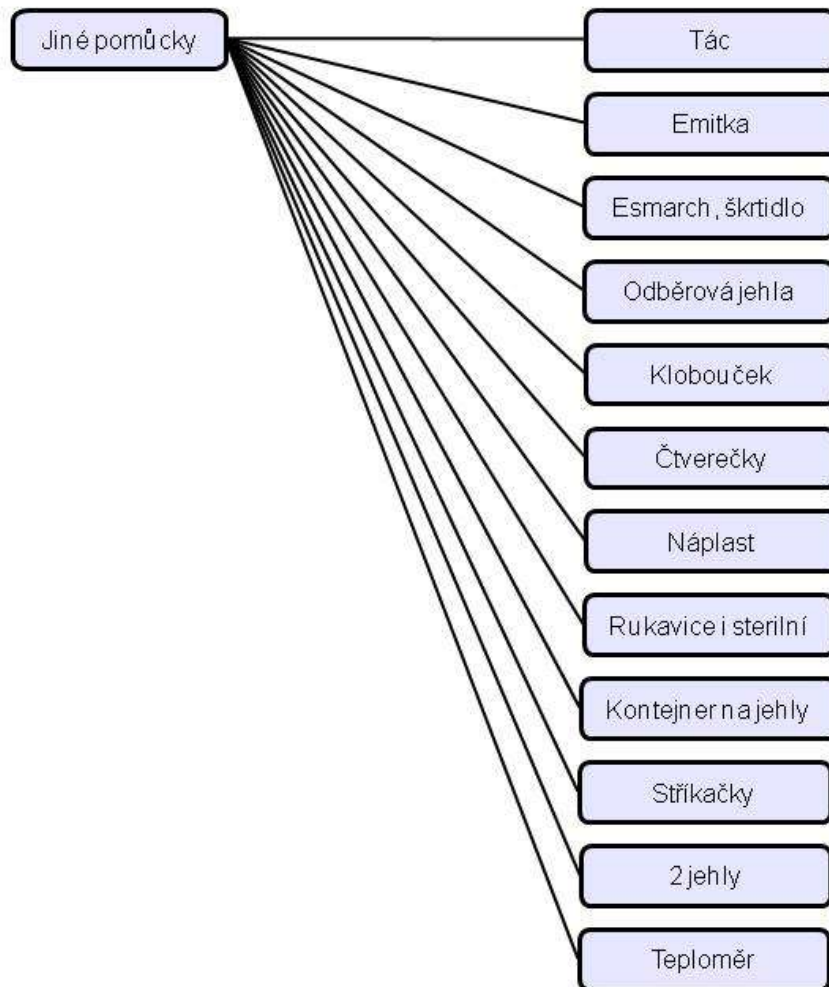 Jiné pomůcky
Tác
Emitka
Esmarch, škrtidlo
Odběrová jehla
Klobouček
Čtverečky
Náplast
Rukavice i sterilní
Kontejner na jehly
Stříkačky
2 jehly
Teploměr